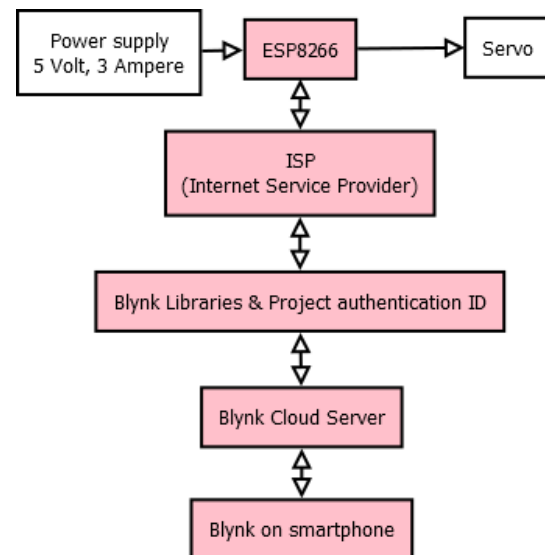 Power supply
5 Volt, 3 Ampere
ESP8266
Servo
ISP
(Internet Service Provider)
Blynk Libraries & Project authentication ID
Blynk Cloud Server
Blynk on smartphone